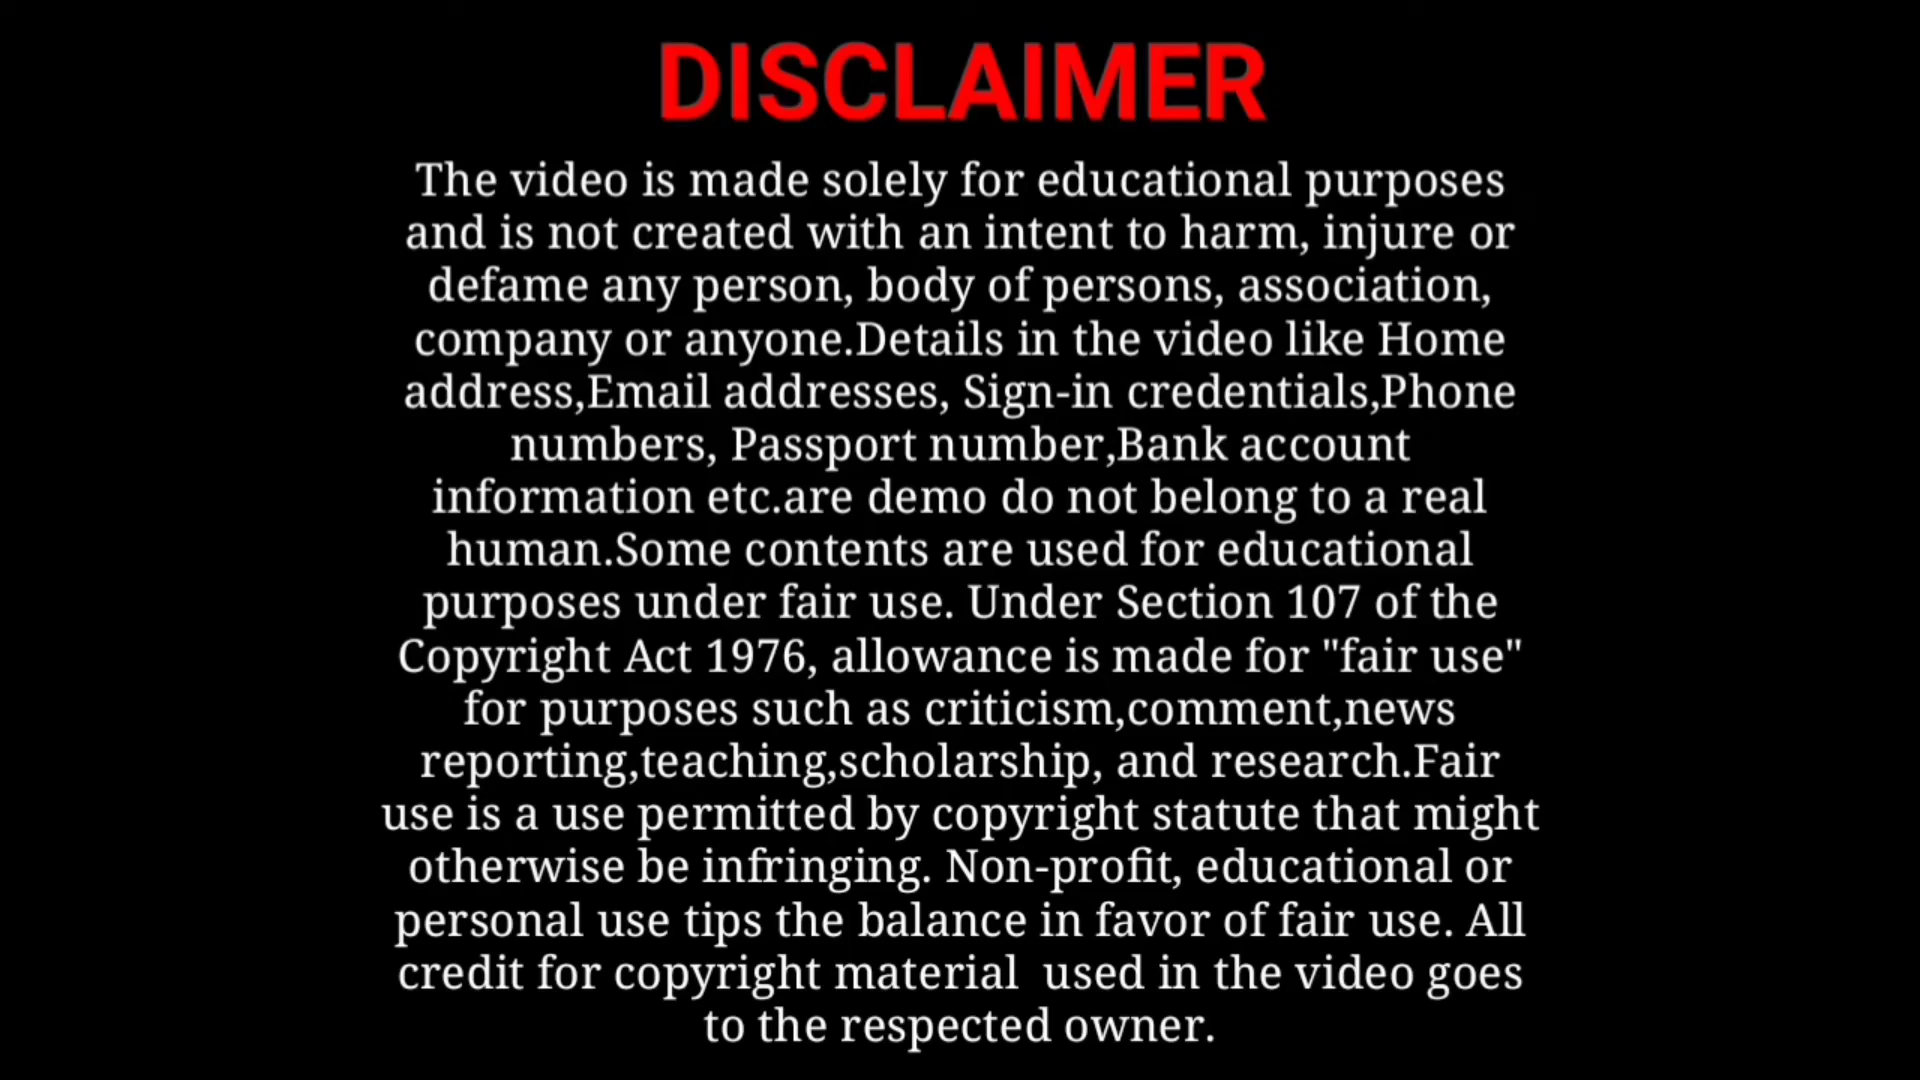 DISCLAIMER
The video is made solely for educational purposes
and is not created with an intent to harm, injure or
defame any person, body of persons, association,
company or anyone.Details in the video like Home
address,Email addresses, Sign-in credentials,Phone
numbers, Passport number,Bank account
information etc.are demo do not belong to a real
human.Some contents are used for educational
purposes under fair use. Under Section 107 of the
Copyright Act 1976, allowance is made for "fair use"
for purposes such as criticism,comment,news
reporting,teaching,scholarship, and research.Fair
use is a use permitted by copyright statute that might
otherwise be infringing. Non-profit, educational or
personal use tips the balance in favor of fair use. All
credit for copyright material  used in the video goes
to the respected owner.